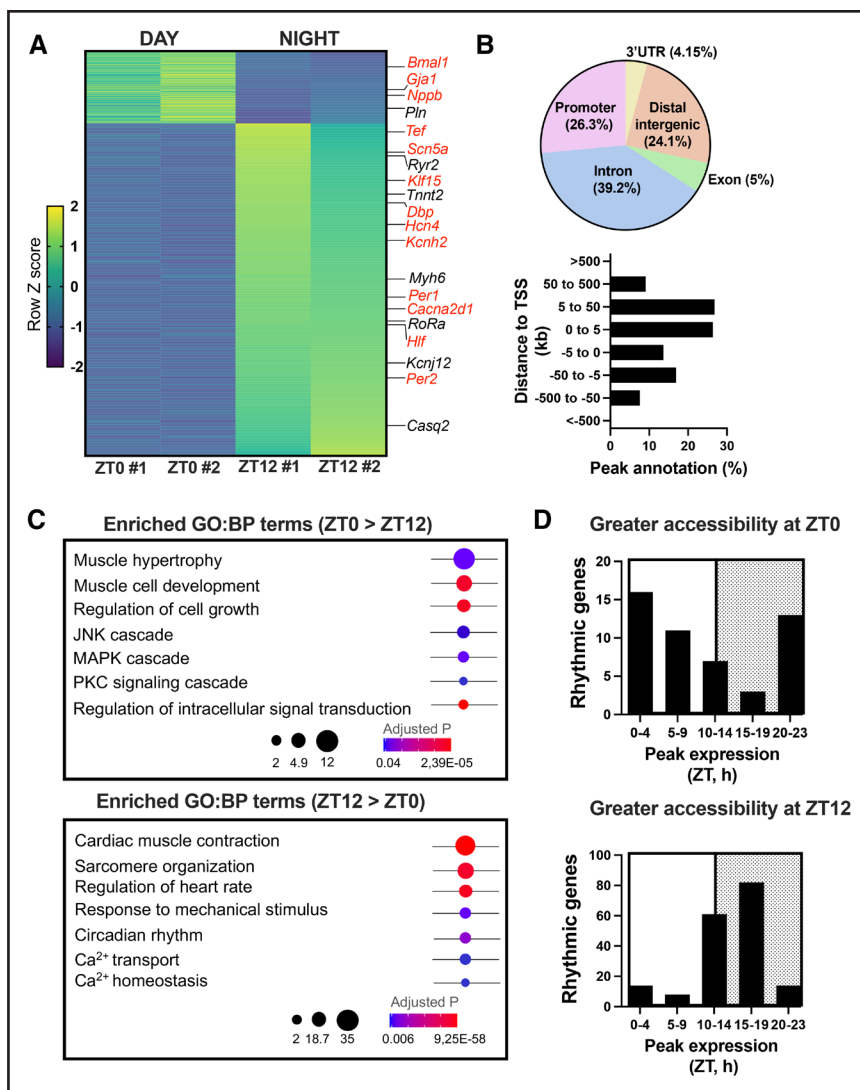 A
DAY
NIGHT
Bmal1
Gja1
Nppb
Pln
Tef
Scn5a
Ryr2
Klf15
Tnnt2
Dbp
Hcn4
Kcnh2
Myh6
Per1
Cacna2d1
RoRa
Hlf
Kcnj12
Per2
Casq2
Row Z score
2
1
0
-1
-2
ZT0 #1
ZT0 #2
ZT12 #1
ZT12 #2
B
3'UTR (4.15%)
Promoter
(26.3%)
Distal
intergenic
(24.1%)
Intron
(39.2%)
Exon (5%)
Distance to TSS
(kb)
>500
50 to 500
5 to 50
0 to 5
-5 to 0
-50 to -5
-500 to -50
<-500
0
10
20
30
Peak annotation (%)
C
Enriched GO:BP terms (ZT0 > ZT12)
Muscle hypertrophy
Muscle cell development
Regulation of cell growth
JNK cascade
MAPK cascade
PKC signaling cascade
Regulation of intracellular signal transduction
2
4.9
12
Adjusted P
0.04
2,39E-05
Enriched GO:BP terms (ZT12 > ZT0)
Cardiac muscle contraction
Sarcomere organization
Regulation of heart rate
Response to mechanical stimulus
Circadian rhythm
Ca²⁺ transport
Ca²⁺ homeostasis
2
18.7
35
Adjusted P
0.006
9,25E-58
D
Greater accessibility at ZT0
Rhythmic genes
20
15
10
5
0
0-4
5-9
10-14
15-19
20-23
Peak expression
(ZT, h)
Greater accessibility at ZT12
Rhythmic genes
100
80
60
40
20
0
0-4
5-9
10-14
15-19
20-23
Peak expression
(ZT, h)